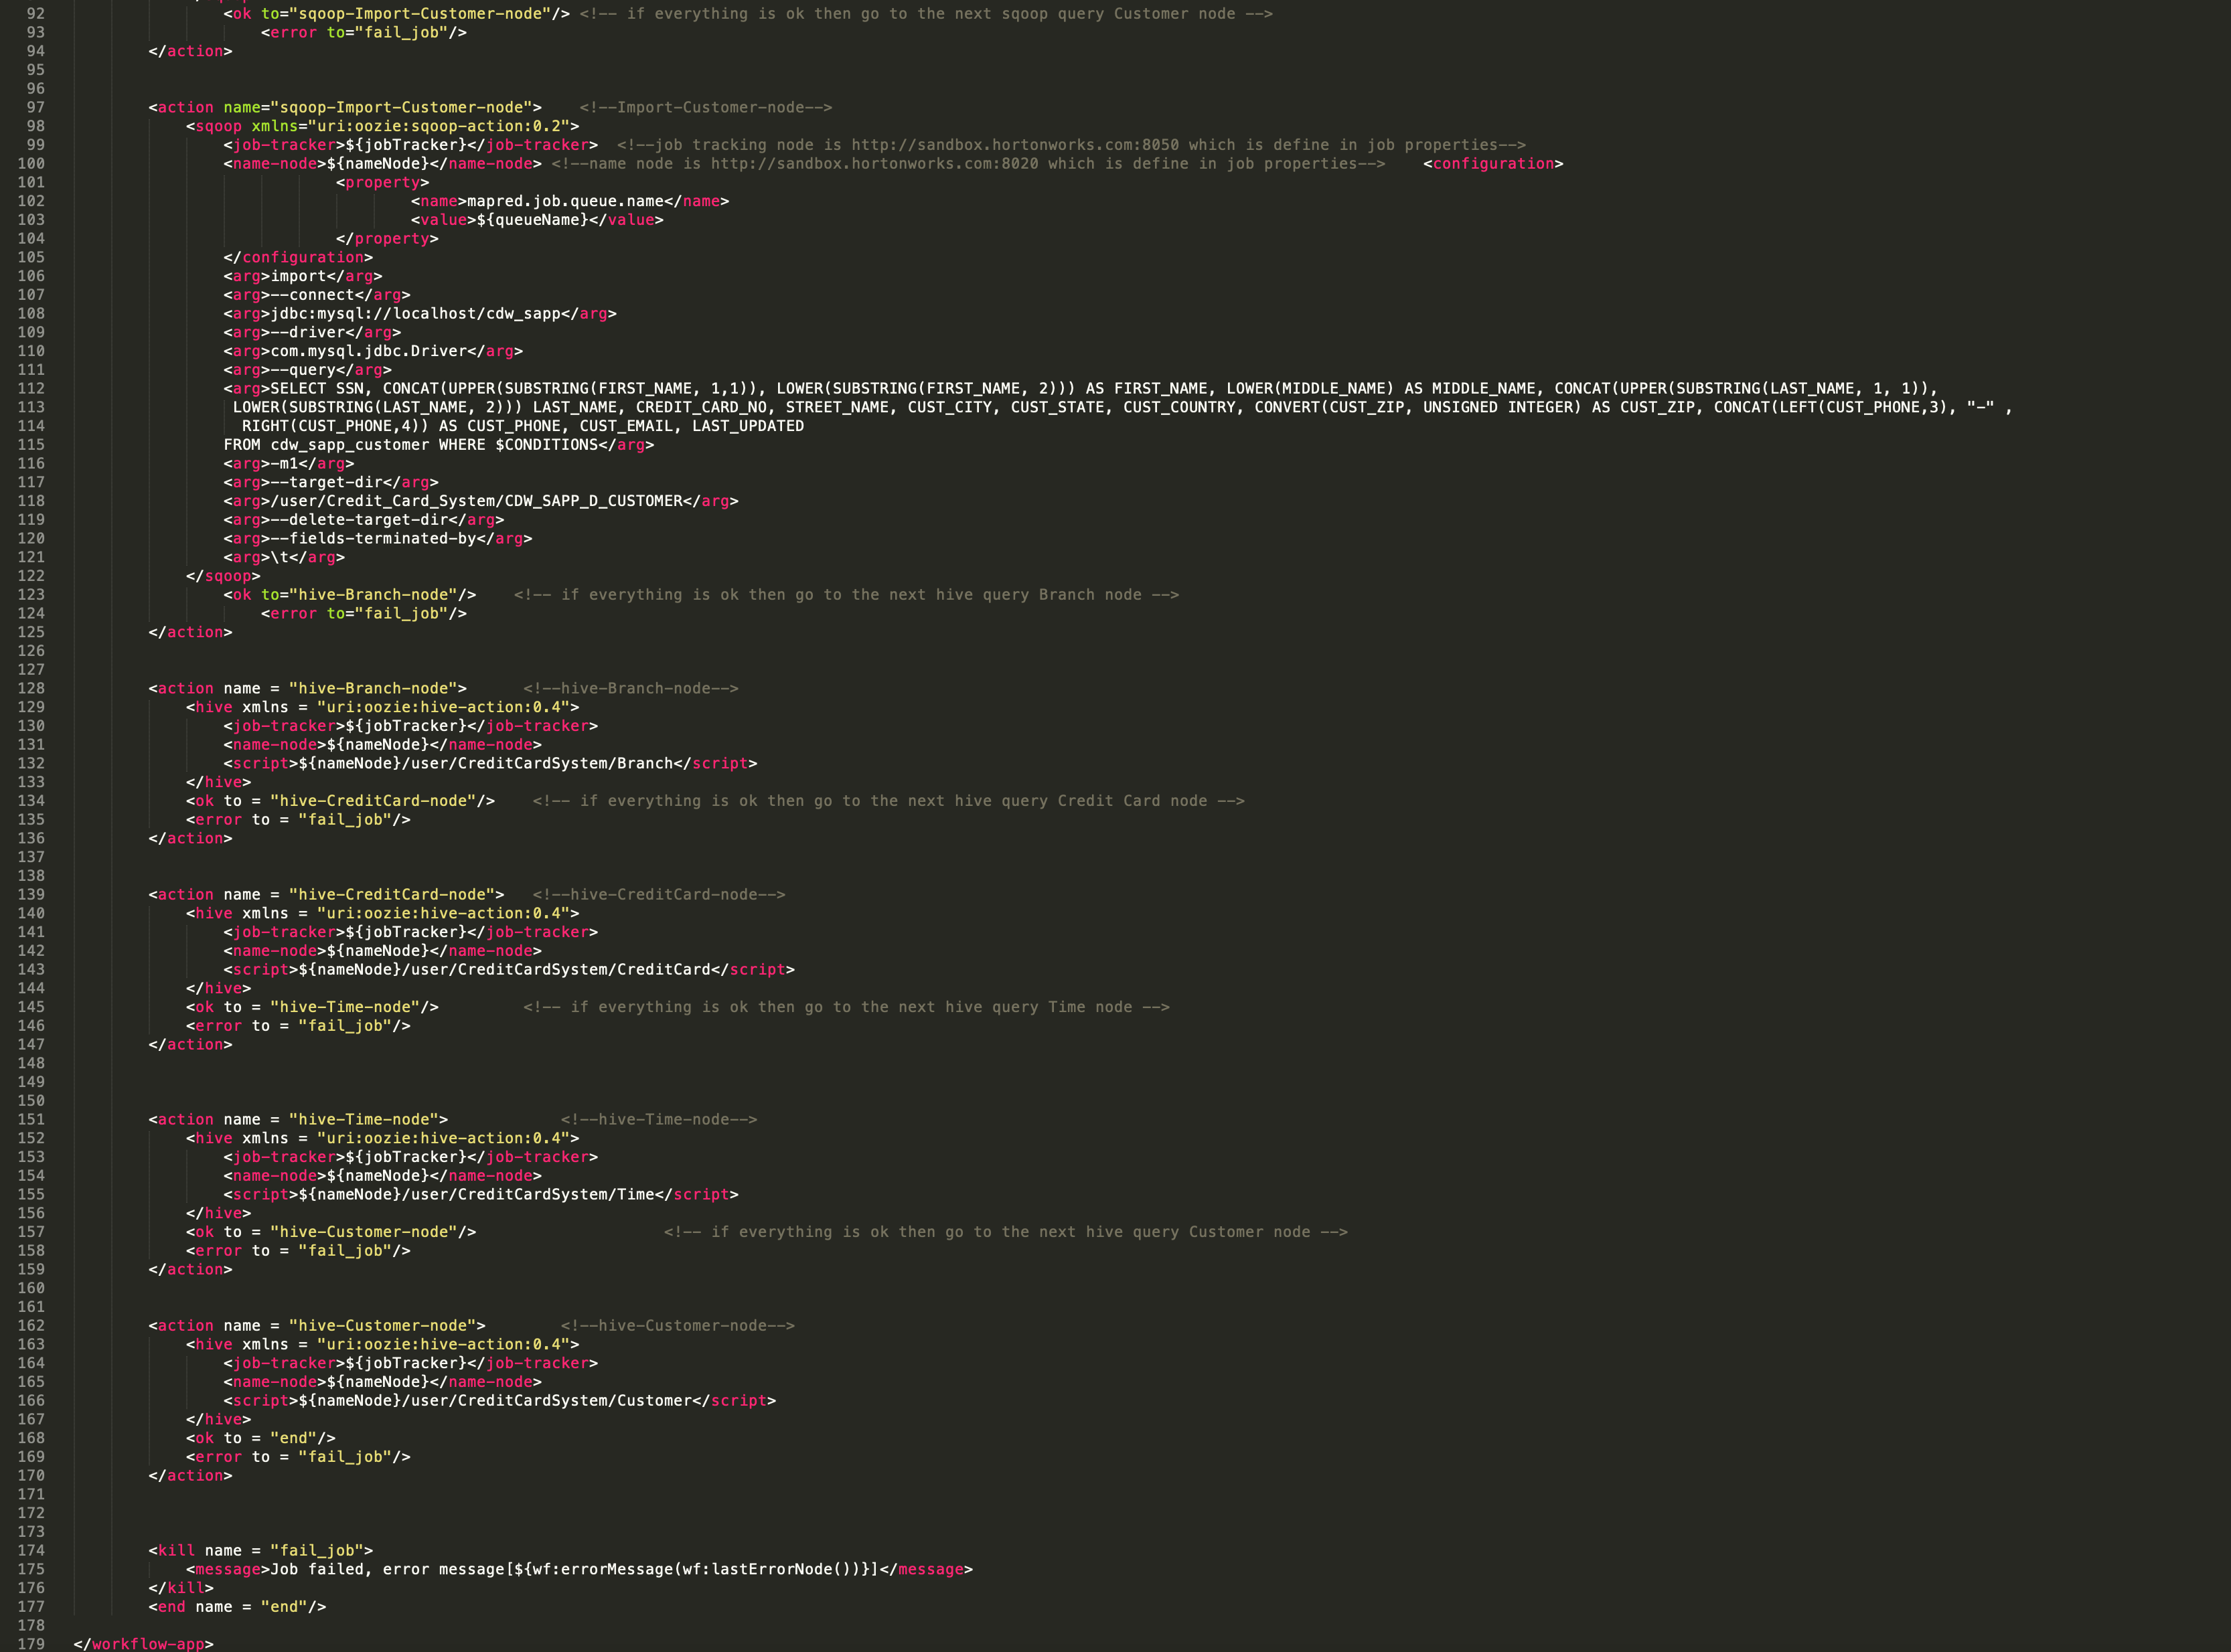 92 <ok to="sqoop-Import-Customer-node"/> <!-- if everything is ok then go to the next sqoop query Customer node -->
93 <error to="fail_job"/>
94 </action>
95
96
97 <action name="sqoop-Import-Customer-node"> <!--Import-Customer-node-->
98 <sqoop xmlns="uri:oozie:sqoop-action:0.2">
99 <job-tracker>${jobTracker}</job-tracker> <!--job tracking node is http://sandbox.hortonworks.com:8050 which is define in job properties-->
100 <name-node>${nameNode}</name-node> <!--name node is http://sandbox.hortonworks.com:8020 which is define in job properties--> <configuration>
101 <property>
102 <name>mapred.job.queue.name</name>
103 <value>${queueName}</value>
104 </property>
105 </configuration>
106 <arg>import</arg>
107 <arg>--connect</arg>
108 <arg>jdbc:mysql://localhost/cdw_sapp</arg>
109 <arg>--driver</arg>
110 <arg>com.mysql.jdbc.Driver</arg>
111 <arg>--query</arg>
112 <arg>SELECT SSN, CONCAT(UPPER(SUBSTRING(FIRST_NAME, 1,1)), LOWER(SUBSTRING(FIRST_NAME, 2))) AS FIRST_NAME, LOWER(MIDDLE_NAME) AS MIDDLE_NAME, CONCAT(UPPER(SUBSTRING(LAST_NAME, 1, 1)),
113 LOWER(SUBSTRING(LAST_NAME, 2))) LAST_NAME, CREDIT_CARD_NO, STREET_NAME, CUST_CITY, CUST_STATE, CUST_COUNTRY, CONVERT(CUST_ZIP, UNSIGNED INTEGER) AS CUST_ZIP, CONCAT(LEFT(CUST_PHONE,3), "-" ,
114 RIGHT(CUST_PHONE,4)) AS CUST_PHONE, CUST_EMAIL, LAST_UPDATED
115 FROM cdw_sapp_customer WHERE $CONDITIONS</arg>
116 <arg>-m1</arg>
117 <arg>--target-dir</arg>
118 <arg>/user/Credit_Card_System/CDW_SAPP_D_CUSTOMER</arg>
119 <arg>--delete-target-dir</arg>
120 <arg>--fields-terminated-by</arg>
121 <arg>\t</arg>
122 </sqoop>
123 <ok to="hive-Branch-node"/> <!-- if everything is ok then go to the next hive query Branch node -->
124 <error to="fail_job"/>
125 </action>
126
127
128 <action name = "hive-Branch-node"> <!--hive-Branch-node-->
129 <hive xmlns = "uri:oozie:hive-action:0.4">
130 <job-tracker>${jobTracker}</job-tracker>
131 <name-node>${nameNode}</name-node>
132 <script>${nameNode}/user/CreditCardSystem/Branch</script>
133 </hive>
134 <ok to = "hive-CreditCard-node"/> <!-- if everything is ok then go to the next hive query Credit Card node -->
135 <error to = "fail_job"/>
136 </action>
137
138
139 <action name = "hive-CreditCard-node"> <!--hive-CreditCard-node-->
140 <hive xmlns = "uri:oozie:hive-action:0.4">
141 <job-tracker>${jobTracker}</job-tracker>
142 <name-node>${nameNode}</name-node>
143 <script>${nameNode}/user/CreditCardSystem/CreditCard</script>
144 </hive>
145 <ok to = "hive-Time-node"/> <!-- if everything is ok then go to the next hive query Time node -->
146 <error to = "fail_job"/>
147 </action>
148
149
150
151 <action name = "hive-Time-node"> <!--hive-Time-node-->
152 <hive xmlns = "uri:oozie:hive-action:0.4">
153 <job-tracker>${jobTracker}</job-tracker>
154 <name-node>${nameNode}</name-node>
155 <script>${nameNode}/user/CreditCardSystem/Time</script>
156 </hive>
157 <ok to = "hive-Customer-node"/> <!-- if everything is ok then go to the next hive query Customer node -->
158 <error to = "fail_job"/>
159 </action>
160
161
162 <action name = "hive-Customer-node"> <!--hive-Customer-node-->
163 <hive xmlns = "uri:oozie:hive-action:0.4">
164 <job-tracker>${jobTracker}</job-tracker>
165 <name-node>${nameNode}</name-node>
166 <script>${nameNode}/user/CreditCardSystem/Customer</script>
167 </hive>
168 <ok to = "end"/>
169 <error to = "fail_job"/>
170 </action>
171
172
173
174 <kill name = "fail_job">
175 <message>Job failed, error message[${wf:errorMessage(wf:lastErrorNode())}]</message>
176 </kill>
177 <end name = "end"/>
178
179 </workflow-app>